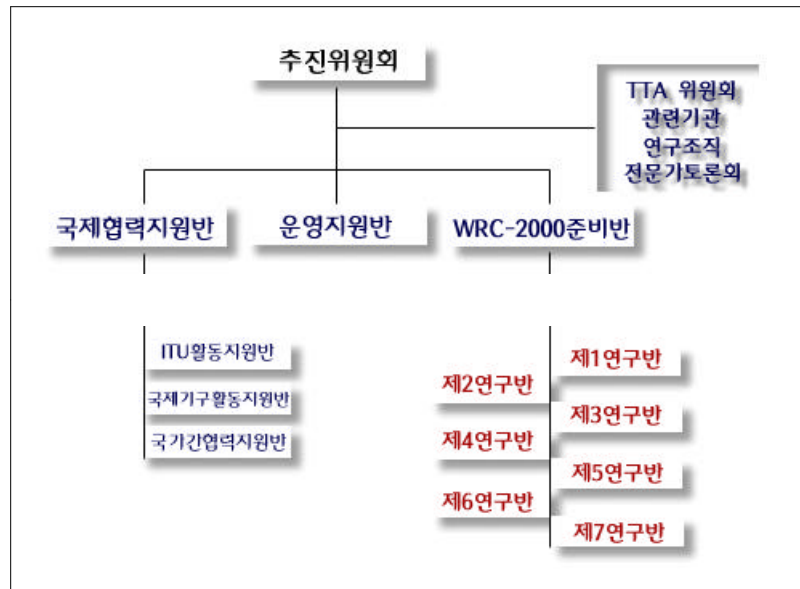 추진위원회
TTA 위원회
관련기관
연구조직
전문가토론회
국제협력지원반
운영지원반
WRC-2000준비반
ITU활동지원반
국제기구활동지원반
국가간협력지원반
제1연구반
제2연구반
제3연구반
제4연구반
제5연구반
제6연구반
제7연구반